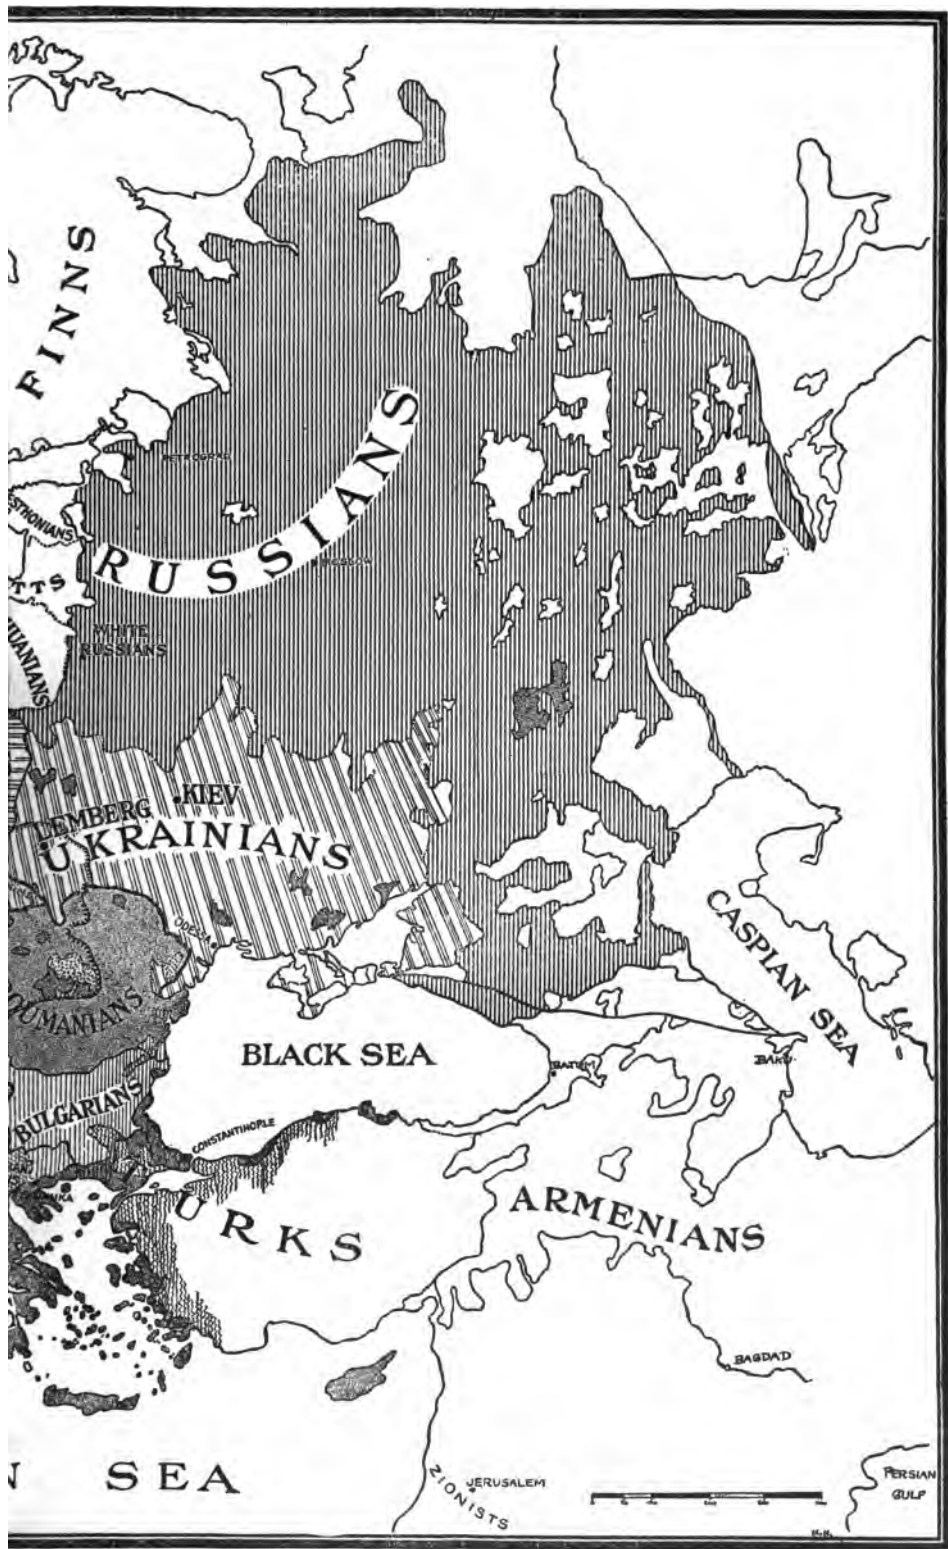 FINNS
PETROGRAD
RUSSIANS
MOSCOW
STHONIANS
TTS
WHITE
RUSSIANS
UANIANS
KIEV
LEMBERG
UKRAINIANS
ODESSA
CASPIAN SEA
OUMANIANS
BLACK SEA
BATUM
BAKU
BULGARIANS
CONSTANTINOPLE
URKS
ARMENIANS
BAGDAD
N SEA
ZIONISTS
JERUSALEM
PERSIAN
GULF